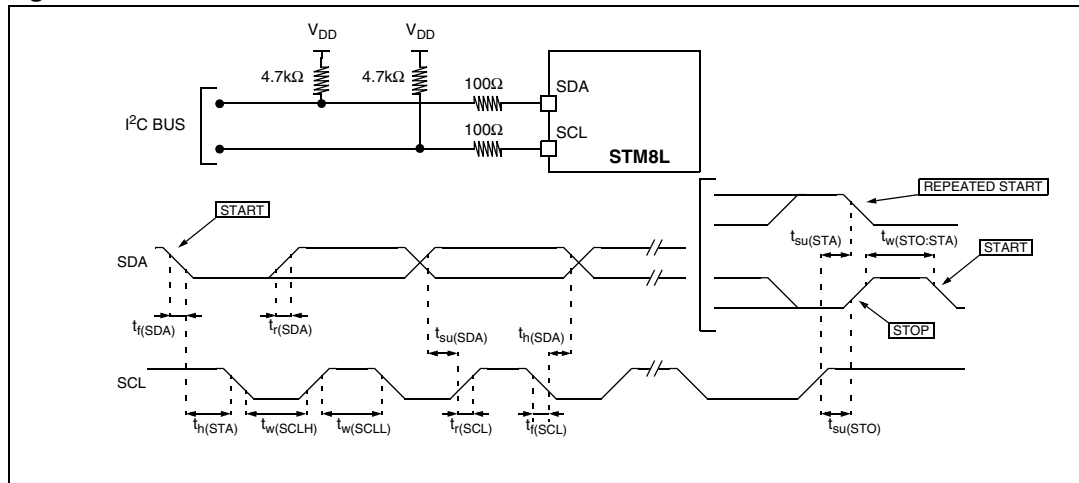 V_DD V_DD
4.7kΩ 4.7kΩ 100Ω SDA
I²C BUS
100Ω SCL
STM8L
REPEATED START
START
t_su(STA) t_w(STO:STA) START
SDA
STOP
t_f(SDA) t_r(SDA) t_su(SDA) t_h(SDA)
SCL
t_h(STA) t_w(SCLH) t_w(SCLL) t_r(SCL) t_f(SCL) t_su(STO)